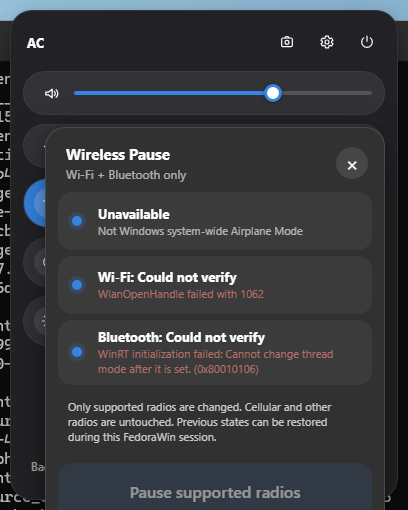 AC
Wireless Pause
Wi-Fi + Bluetooth only
Unavailable
Not Windows system-wide Airplane Mode
Wi-Fi: Could not verify
WlanOpenHandle failed with 1062
Bluetooth: Could not verify
WinRT initialization failed: Cannot change thread
mode after it is set. (0x80010106)
Only supported radios are changed. Cellular and other
radios are untouched. Previous states can be restored
during this FedoraWin session.
Pause supported radios